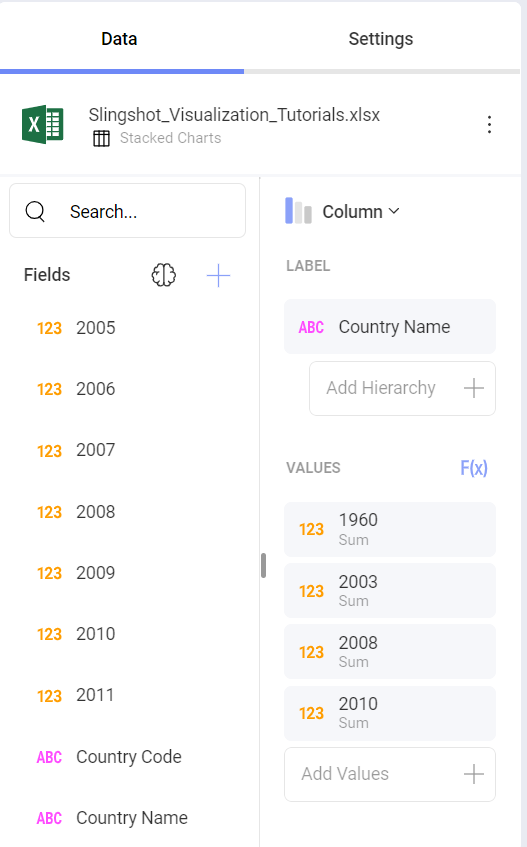 Data
Settings
Slingshot_Visualization_Tutorials.xlsx
Stacked Charts
Search...
Fields
123 2005
123 2006
123 2007
123 2008
123 2009
123 2010
123 2011
ABC Country Code
ABC Country Name
Column
LABEL
ABC Country Name
Add Hierarchy
VALUES
F(x)
123 1960
Sum
123 2003
Sum
123 2008
Sum
123 2010
Sum
Add Values